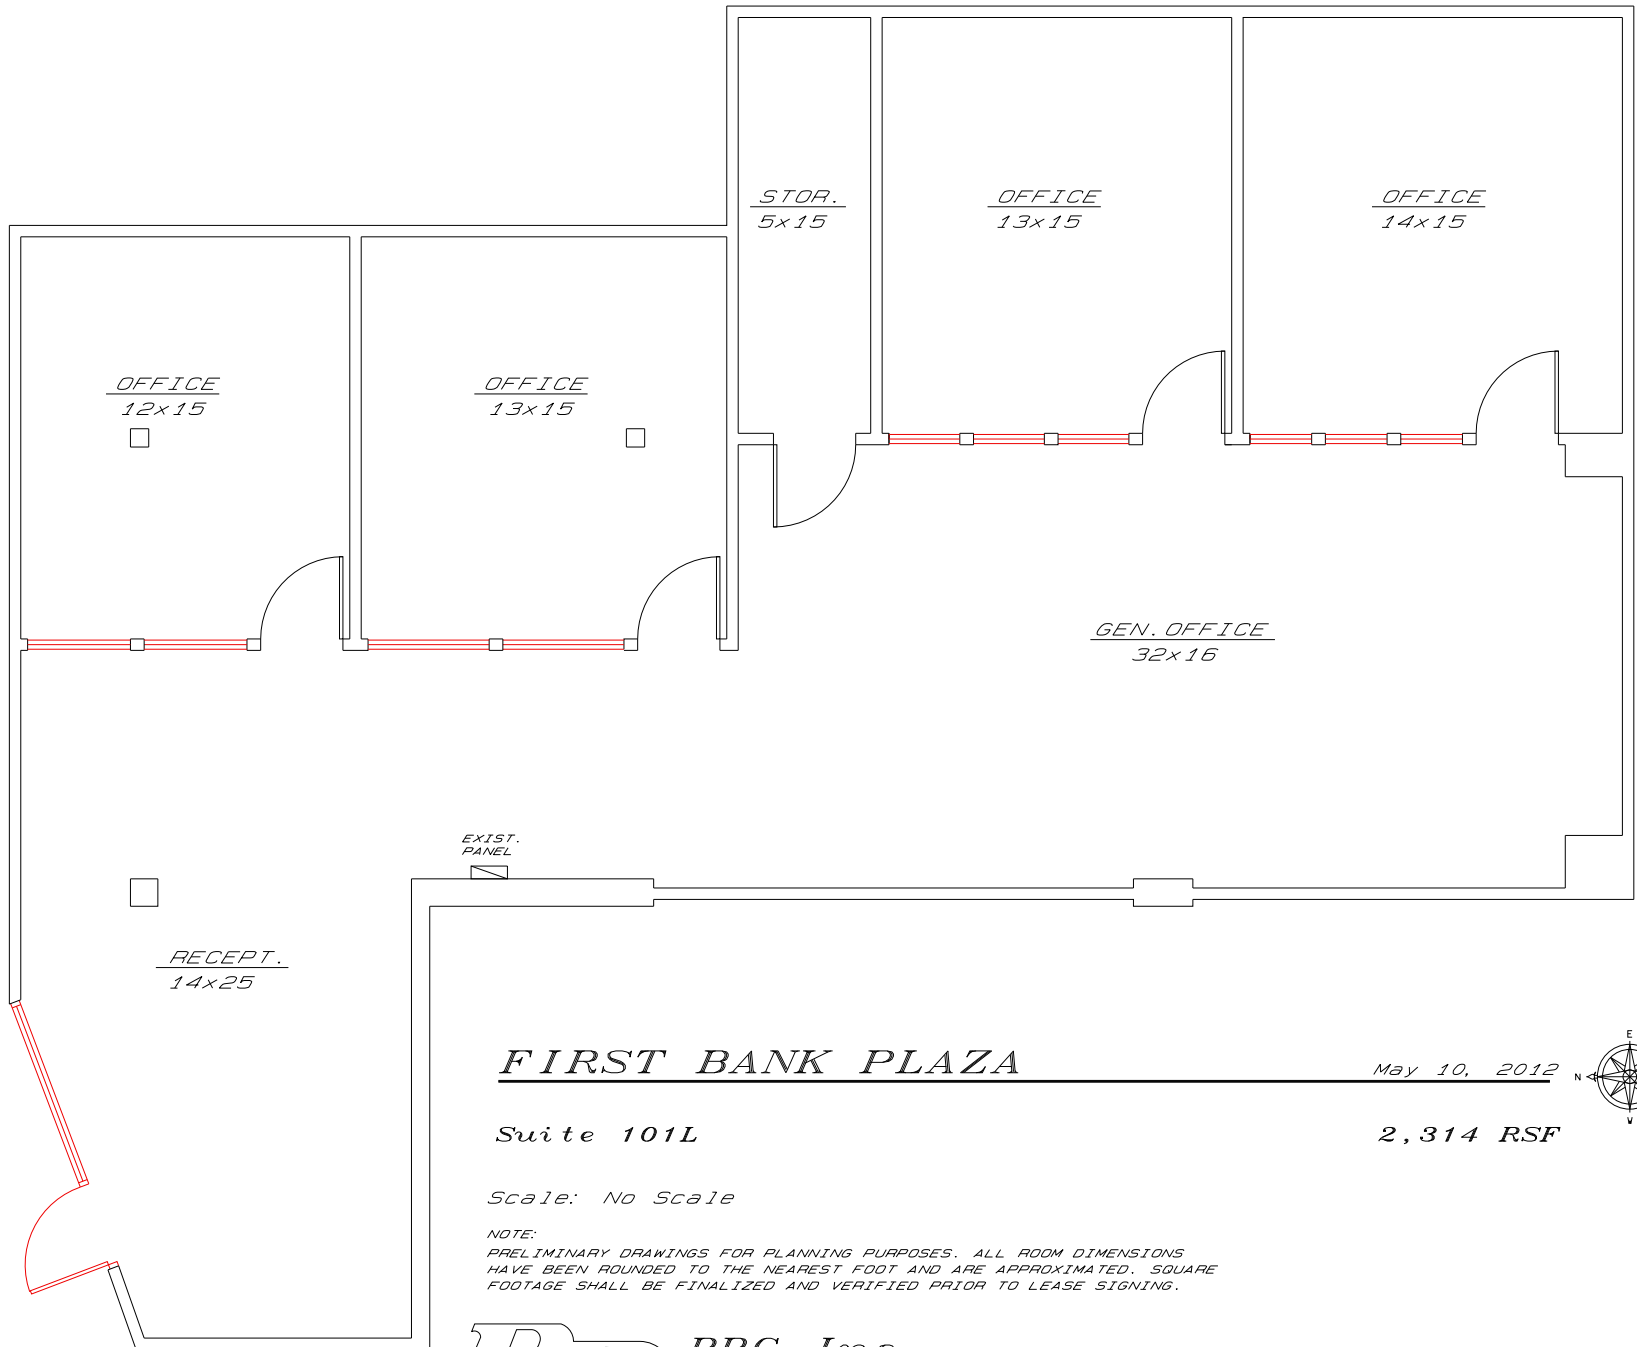 STOR.
5x15
OFFICE
13x15
OFFICE
14x15
OFFICE
12x15
OFFICE
13x15
GEN. OFFICE
32x16
EXIST.
PANEL
RECEPT.
14x25
FIRST BANK PLAZA
May 10, 2012
E
N
W
Suite 101L
2,314 RSF
Scale: No Scale
NOTE:
PRELIMINARY DRAWINGS FOR PLANNING PURPOSES. ALL ROOM DIMENSIONS
HAVE BEEN ROUNDED TO THE NEAREST FOOT AND ARE APPROXIMATED. SQUARE
FOOTAGE SHALL BE FINALIZED AND VERIFIED PRIOR TO LEASE SIGNING.